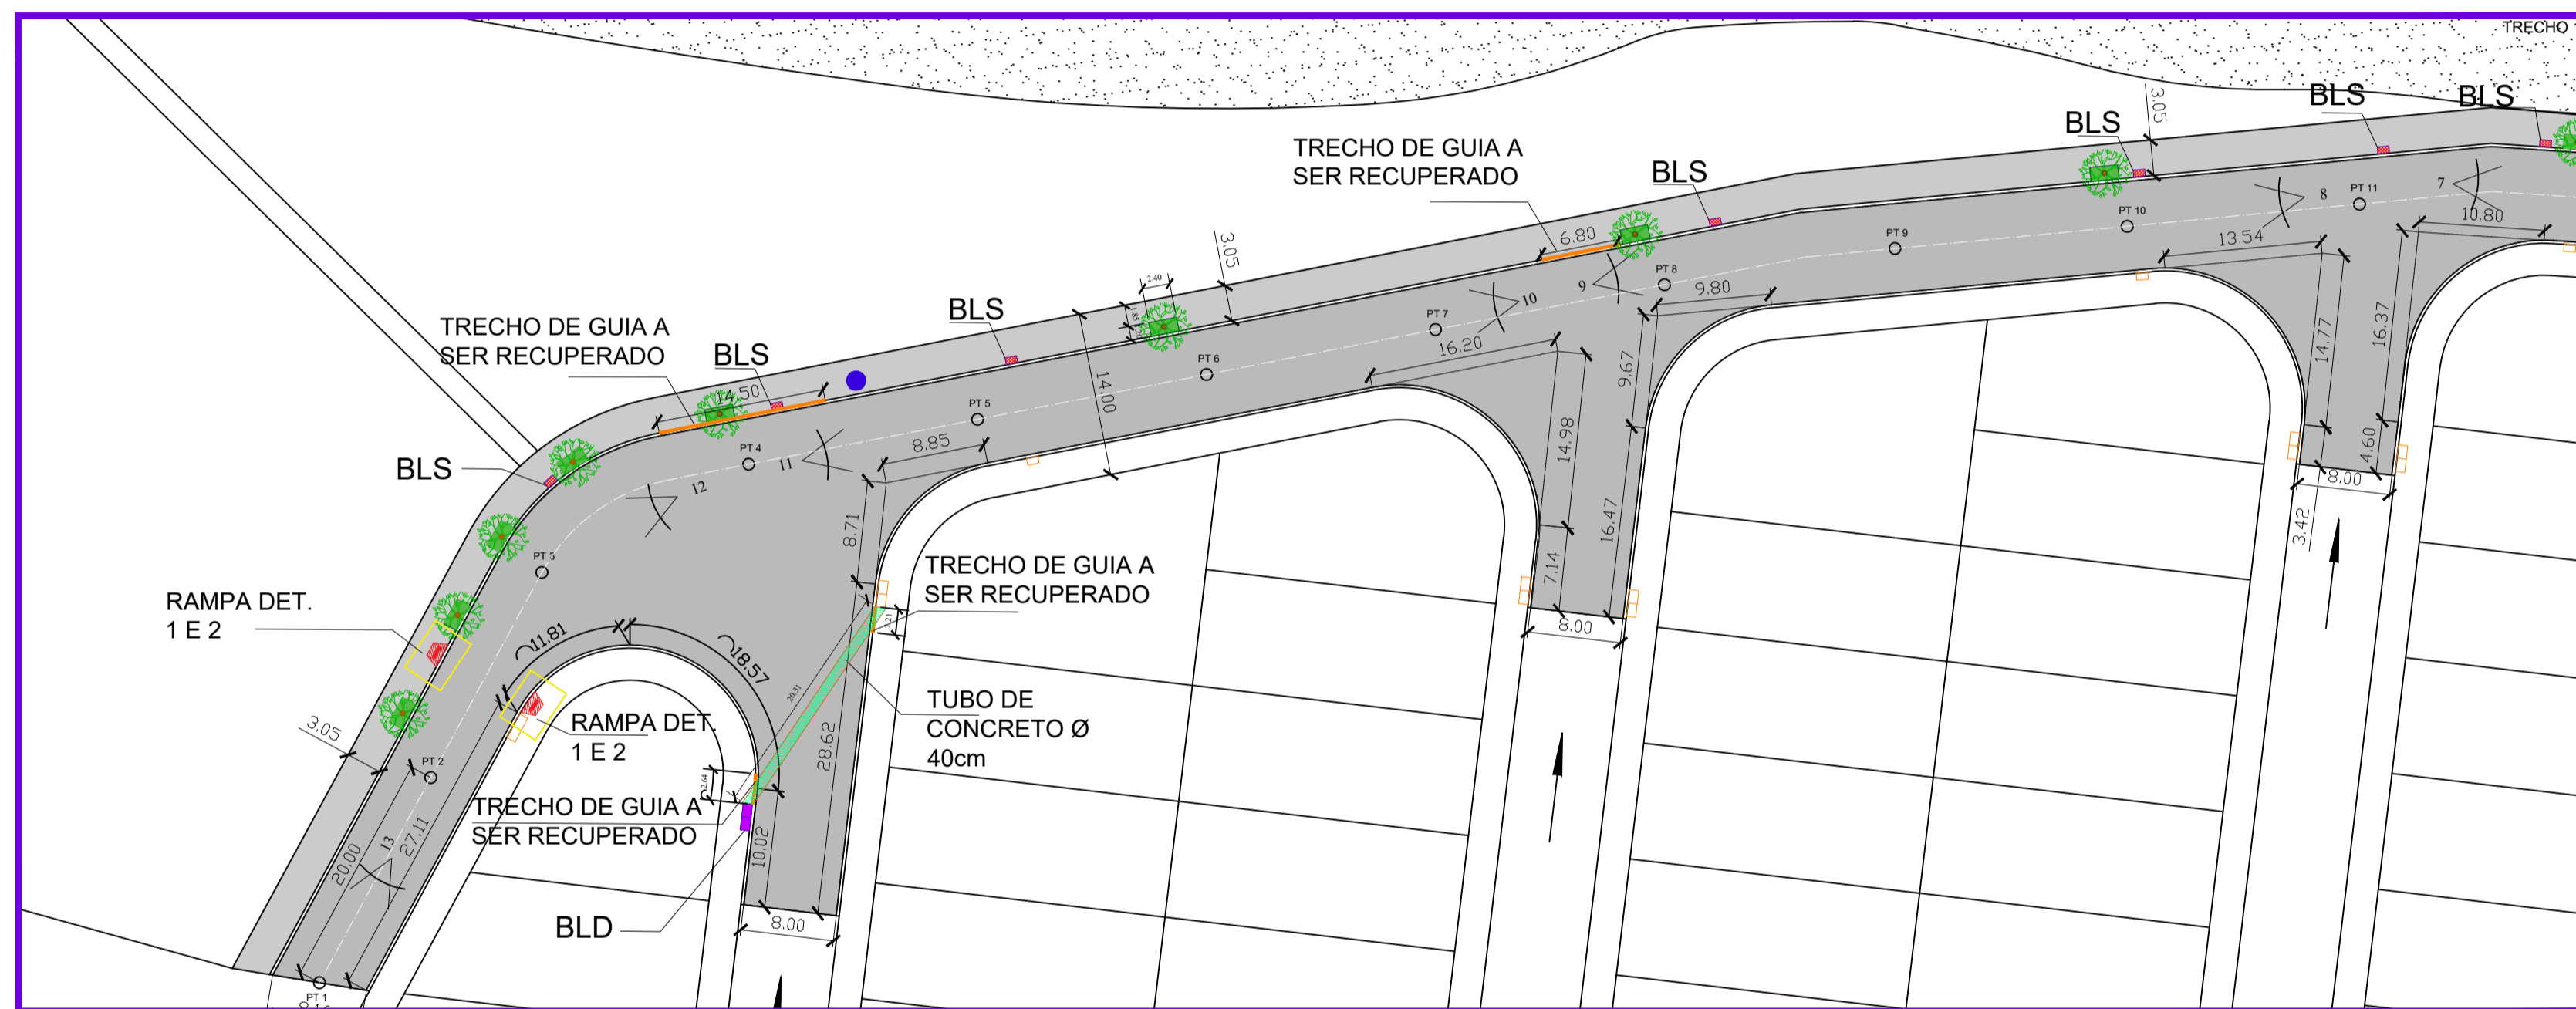 TRECHO
BLS
BLS
3.05
BLS
TRECHO DE GUIA A
SER RECUPERADO
BLS
8
PT 11
7
10.80
PT 10
13.54
3.05
6.80
PT 9
2.40
10
9
PT 8
9.80
BLS
PT 7
16.20
16.37
14.77
TRECHO DE GUIA A
SER RECUPERADO
BLS
14.50
PT 6
14.00
9.67
PT 5
8.85
14.98
4.60
BLS
PT 4
11
12
8.00
8.71
16.47
3.42
PT 3
7.14
TRECHO DE GUIA A
SER RECUPERADO
RAMPA DET.
1 E 2
11.81
18.57
8.00
20.31
TUBO DE
CONCRETO Ø
40cm
RAMPA DET.
1 E 2
3.05
28.62
PT 2
2.64
TRECHO DE GUIA A
SER RECUPERADO
13
27.11
20.00
10.02
BLD
8.00
PT 1